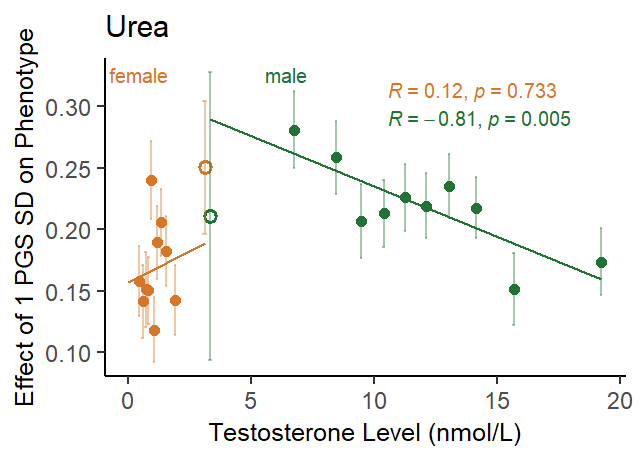 Urea
female
male
R = 0.12, p = 0.733
R = −0.81, p = 0.005
Effect of 1 PGS SD on Phenotype
0.30
0.25
0.20
0.15
0.10
0
5
10
15
20
Testosterone Level (nmol/L)